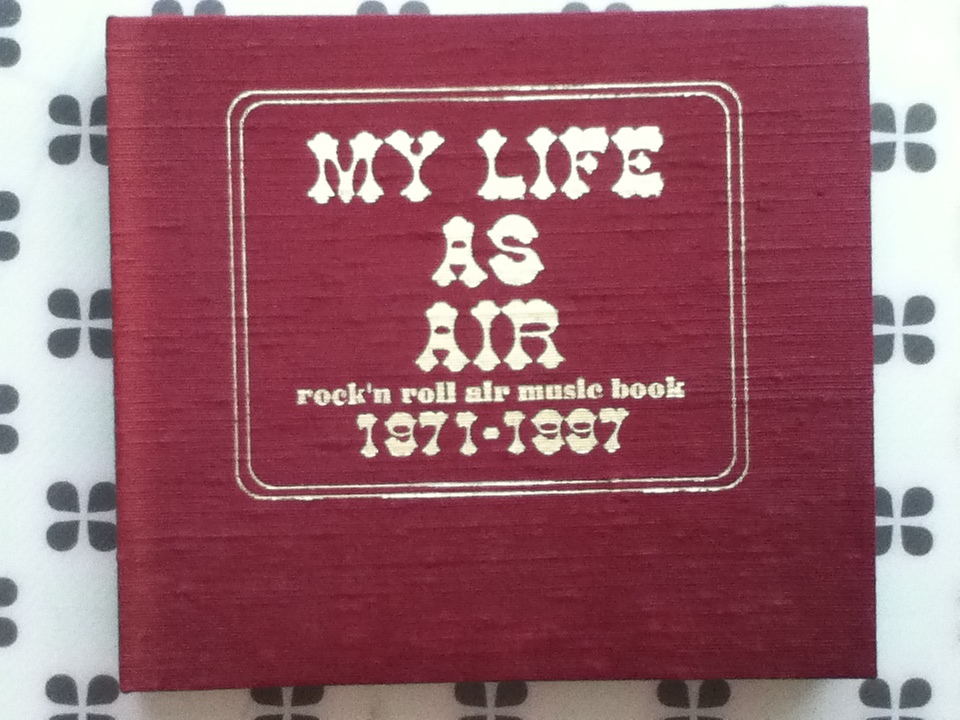 MY LIFE
AS
AIR
rock'n roll air music book
1971-1997